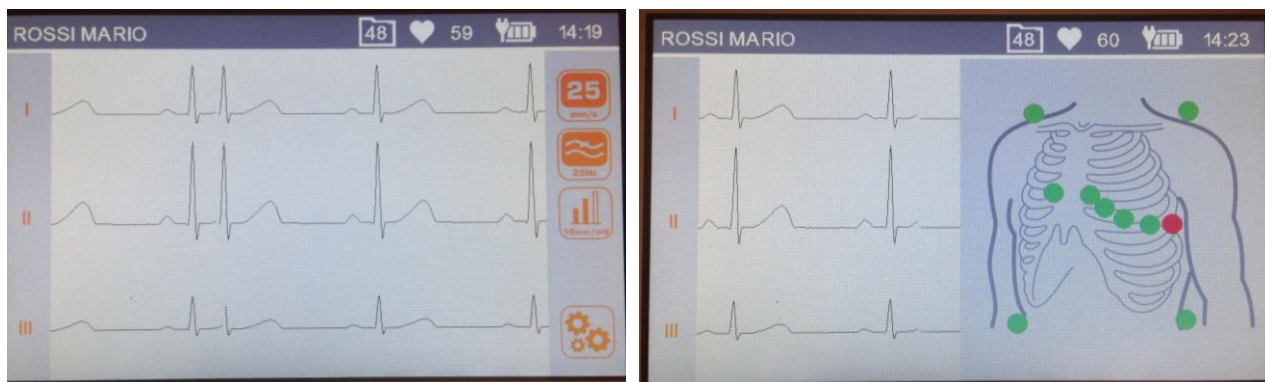 ROSSI MARIO 48 59 14:19
I
II
III
25
mm/s
25Hz
10mm/mV
ROSSI MARIO 48 60 14:23
I
II
III